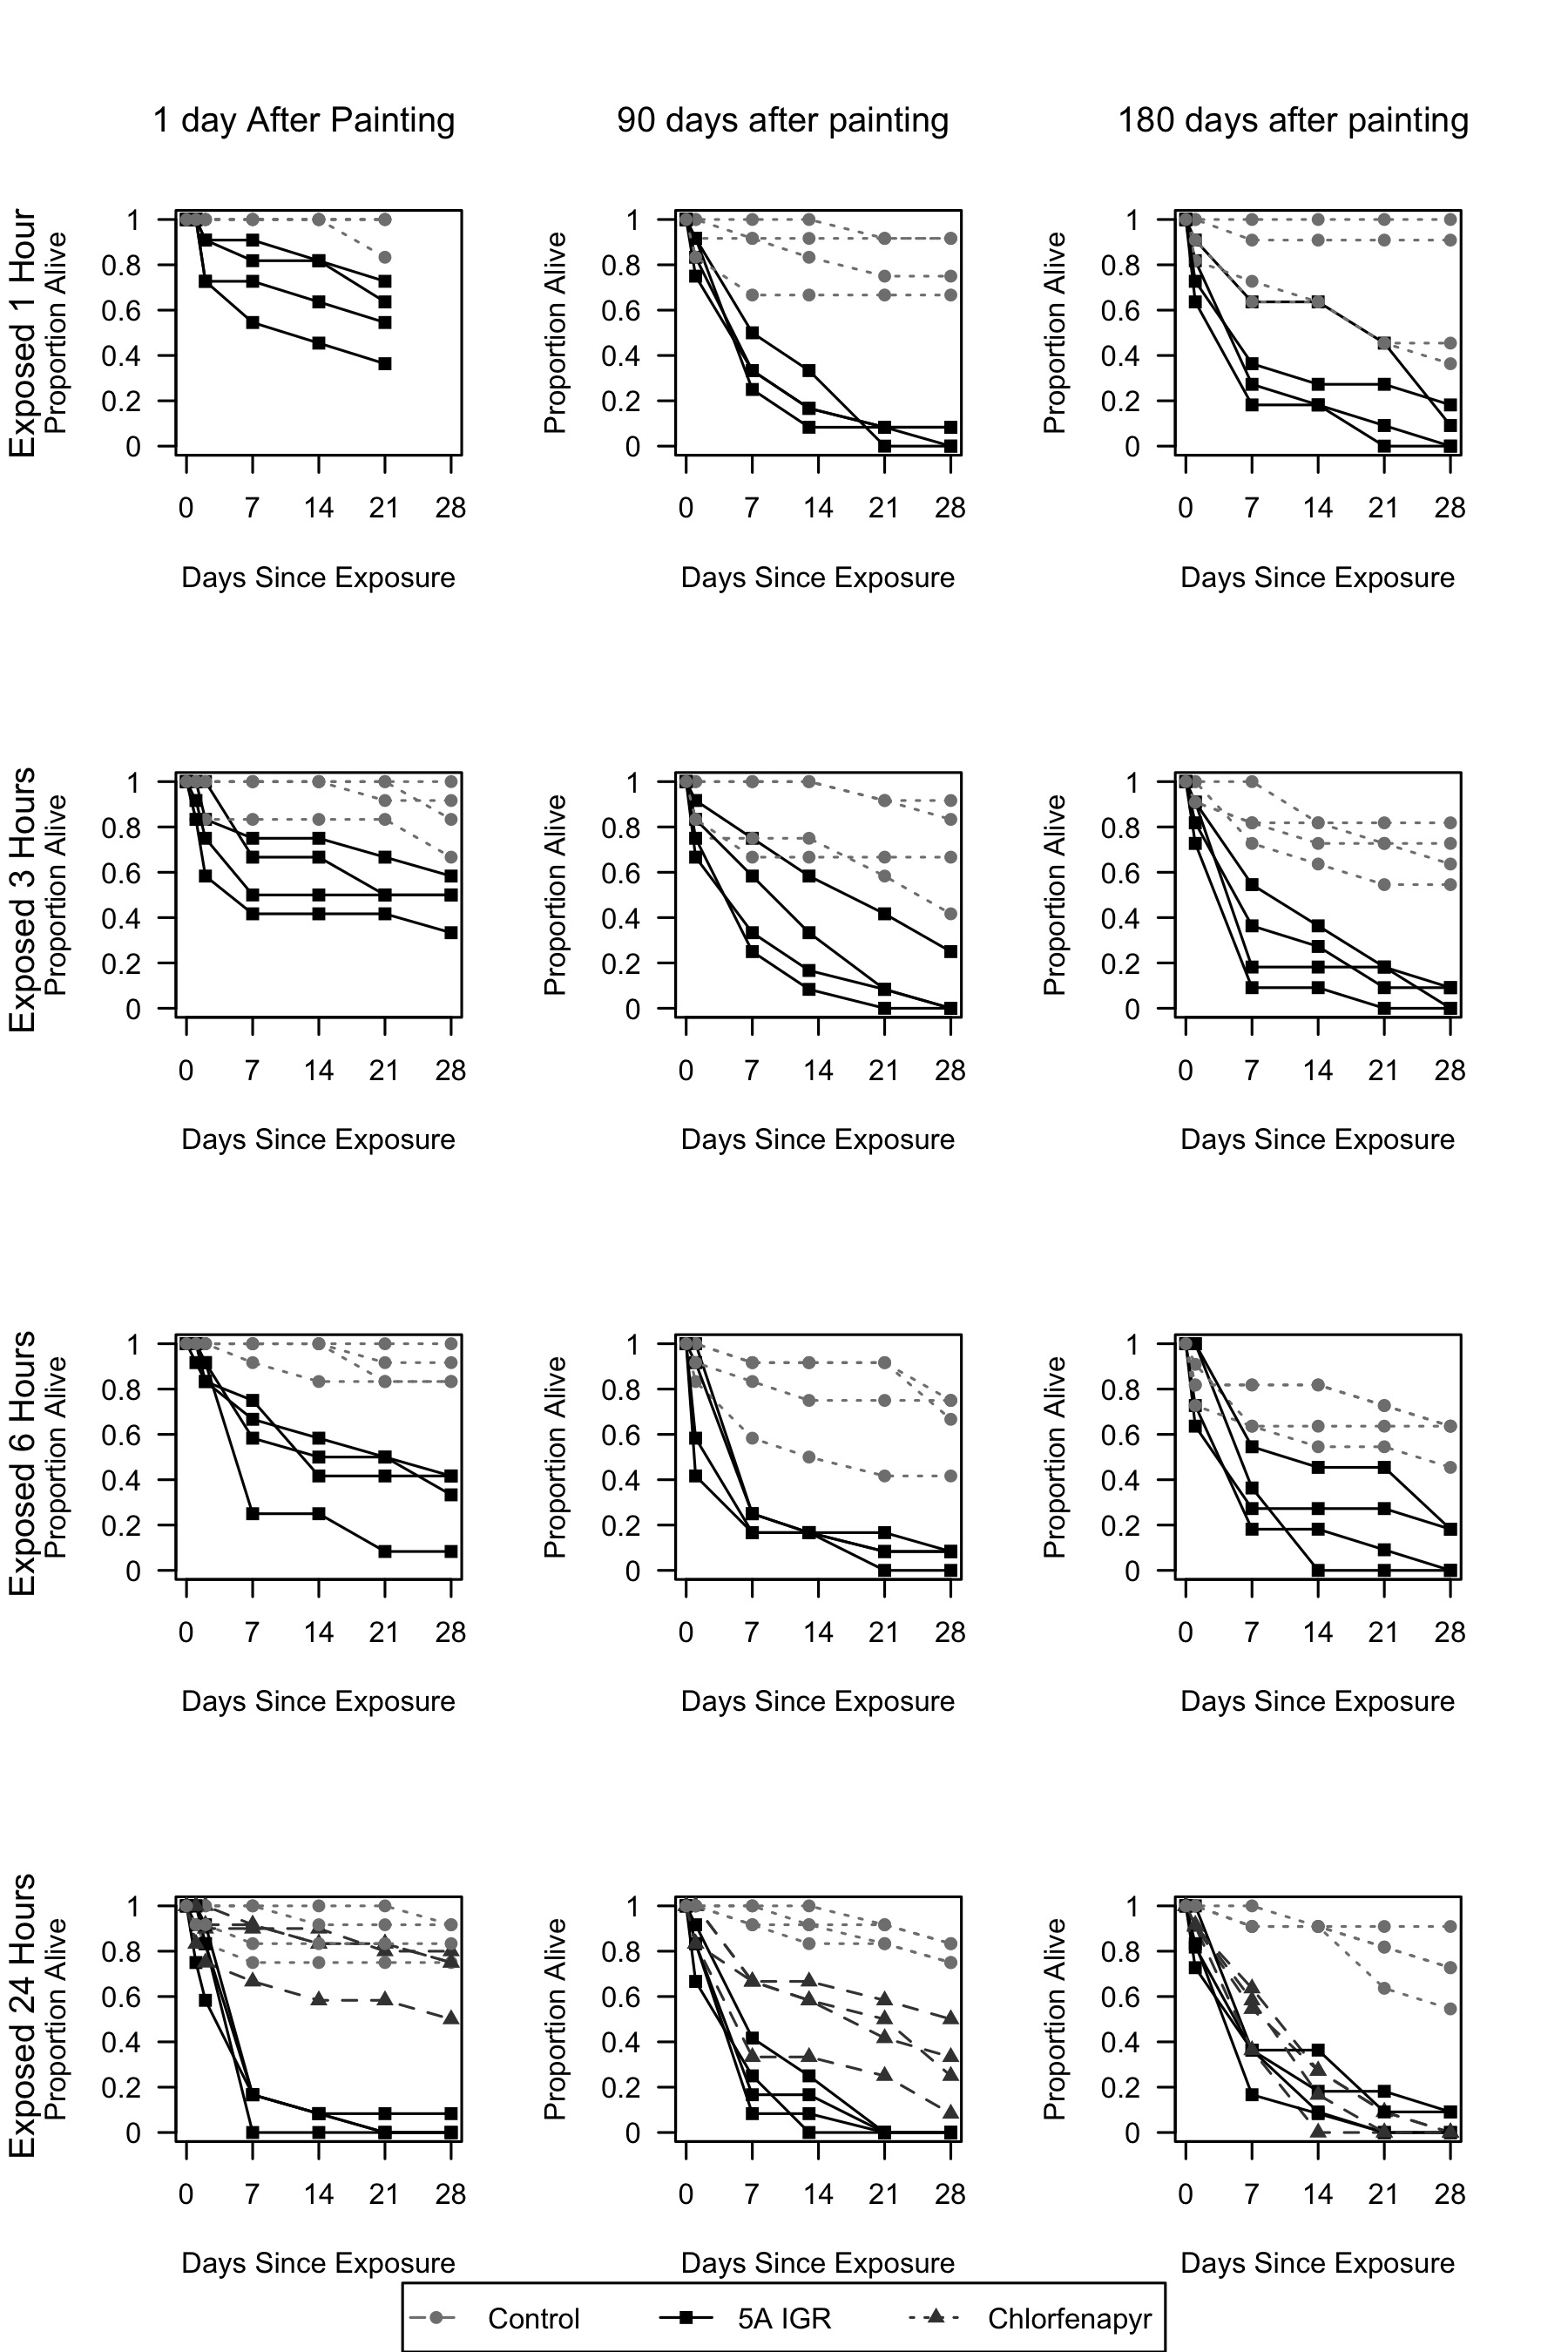 1 day After Painting 90 days after painting 180 days after painting
Exposed 1 Hour
Proportion Alive
1
0.8
0.6
0.4
0.2
0
0 7 14 21 28
Days Since Exposure
Proportion Alive
1
0.8
0.6
0.4
0.2
0
0 7 14 21 28
Days Since Exposure
Proportion Alive
1
0.8
0.6
0.4
0.2
0
0 7 14 21 28
Days Since Exposure
Exposed 3 Hours
Proportion Alive
1
0.8
0.6
0.4
0.2
0
0 7 14 21 28
Days Since Exposure
Proportion Alive
1
0.8
0.6
0.4
0.2
0
0 7 14 21 28
Days Since Exposure
Proportion Alive
1
0.8
0.6
0.4
0.2
0
0 7 14 21 28
Days Since Exposure
Exposed 6 Hours
Proportion Alive
1
0.8
0.6
0.4
0.2
0
0 7 14 21 28
Days Since Exposure
Proportion Alive
1
0.8
0.6
0.4
0.2
0
0 7 14 21 28
Days Since Exposure
Proportion Alive
1
0.8
0.6
0.4
0.2
0
0 7 14 21 28
Days Since Exposure
Exposed 24 Hours
Proportion Alive
1
0.8
0.6
0.4
0.2
0
0 7 14 21 28
Days Since Exposure
Proportion Alive
1
0.8
0.6
0.4
0.2
0
0 7 14 21 28
Days Since Exposure
Proportion Alive
1
0.8
0.6
0.4
0.2
0
0 7 14 21 28
Days Since Exposure
Control 5A IGR Chlorfenapyr